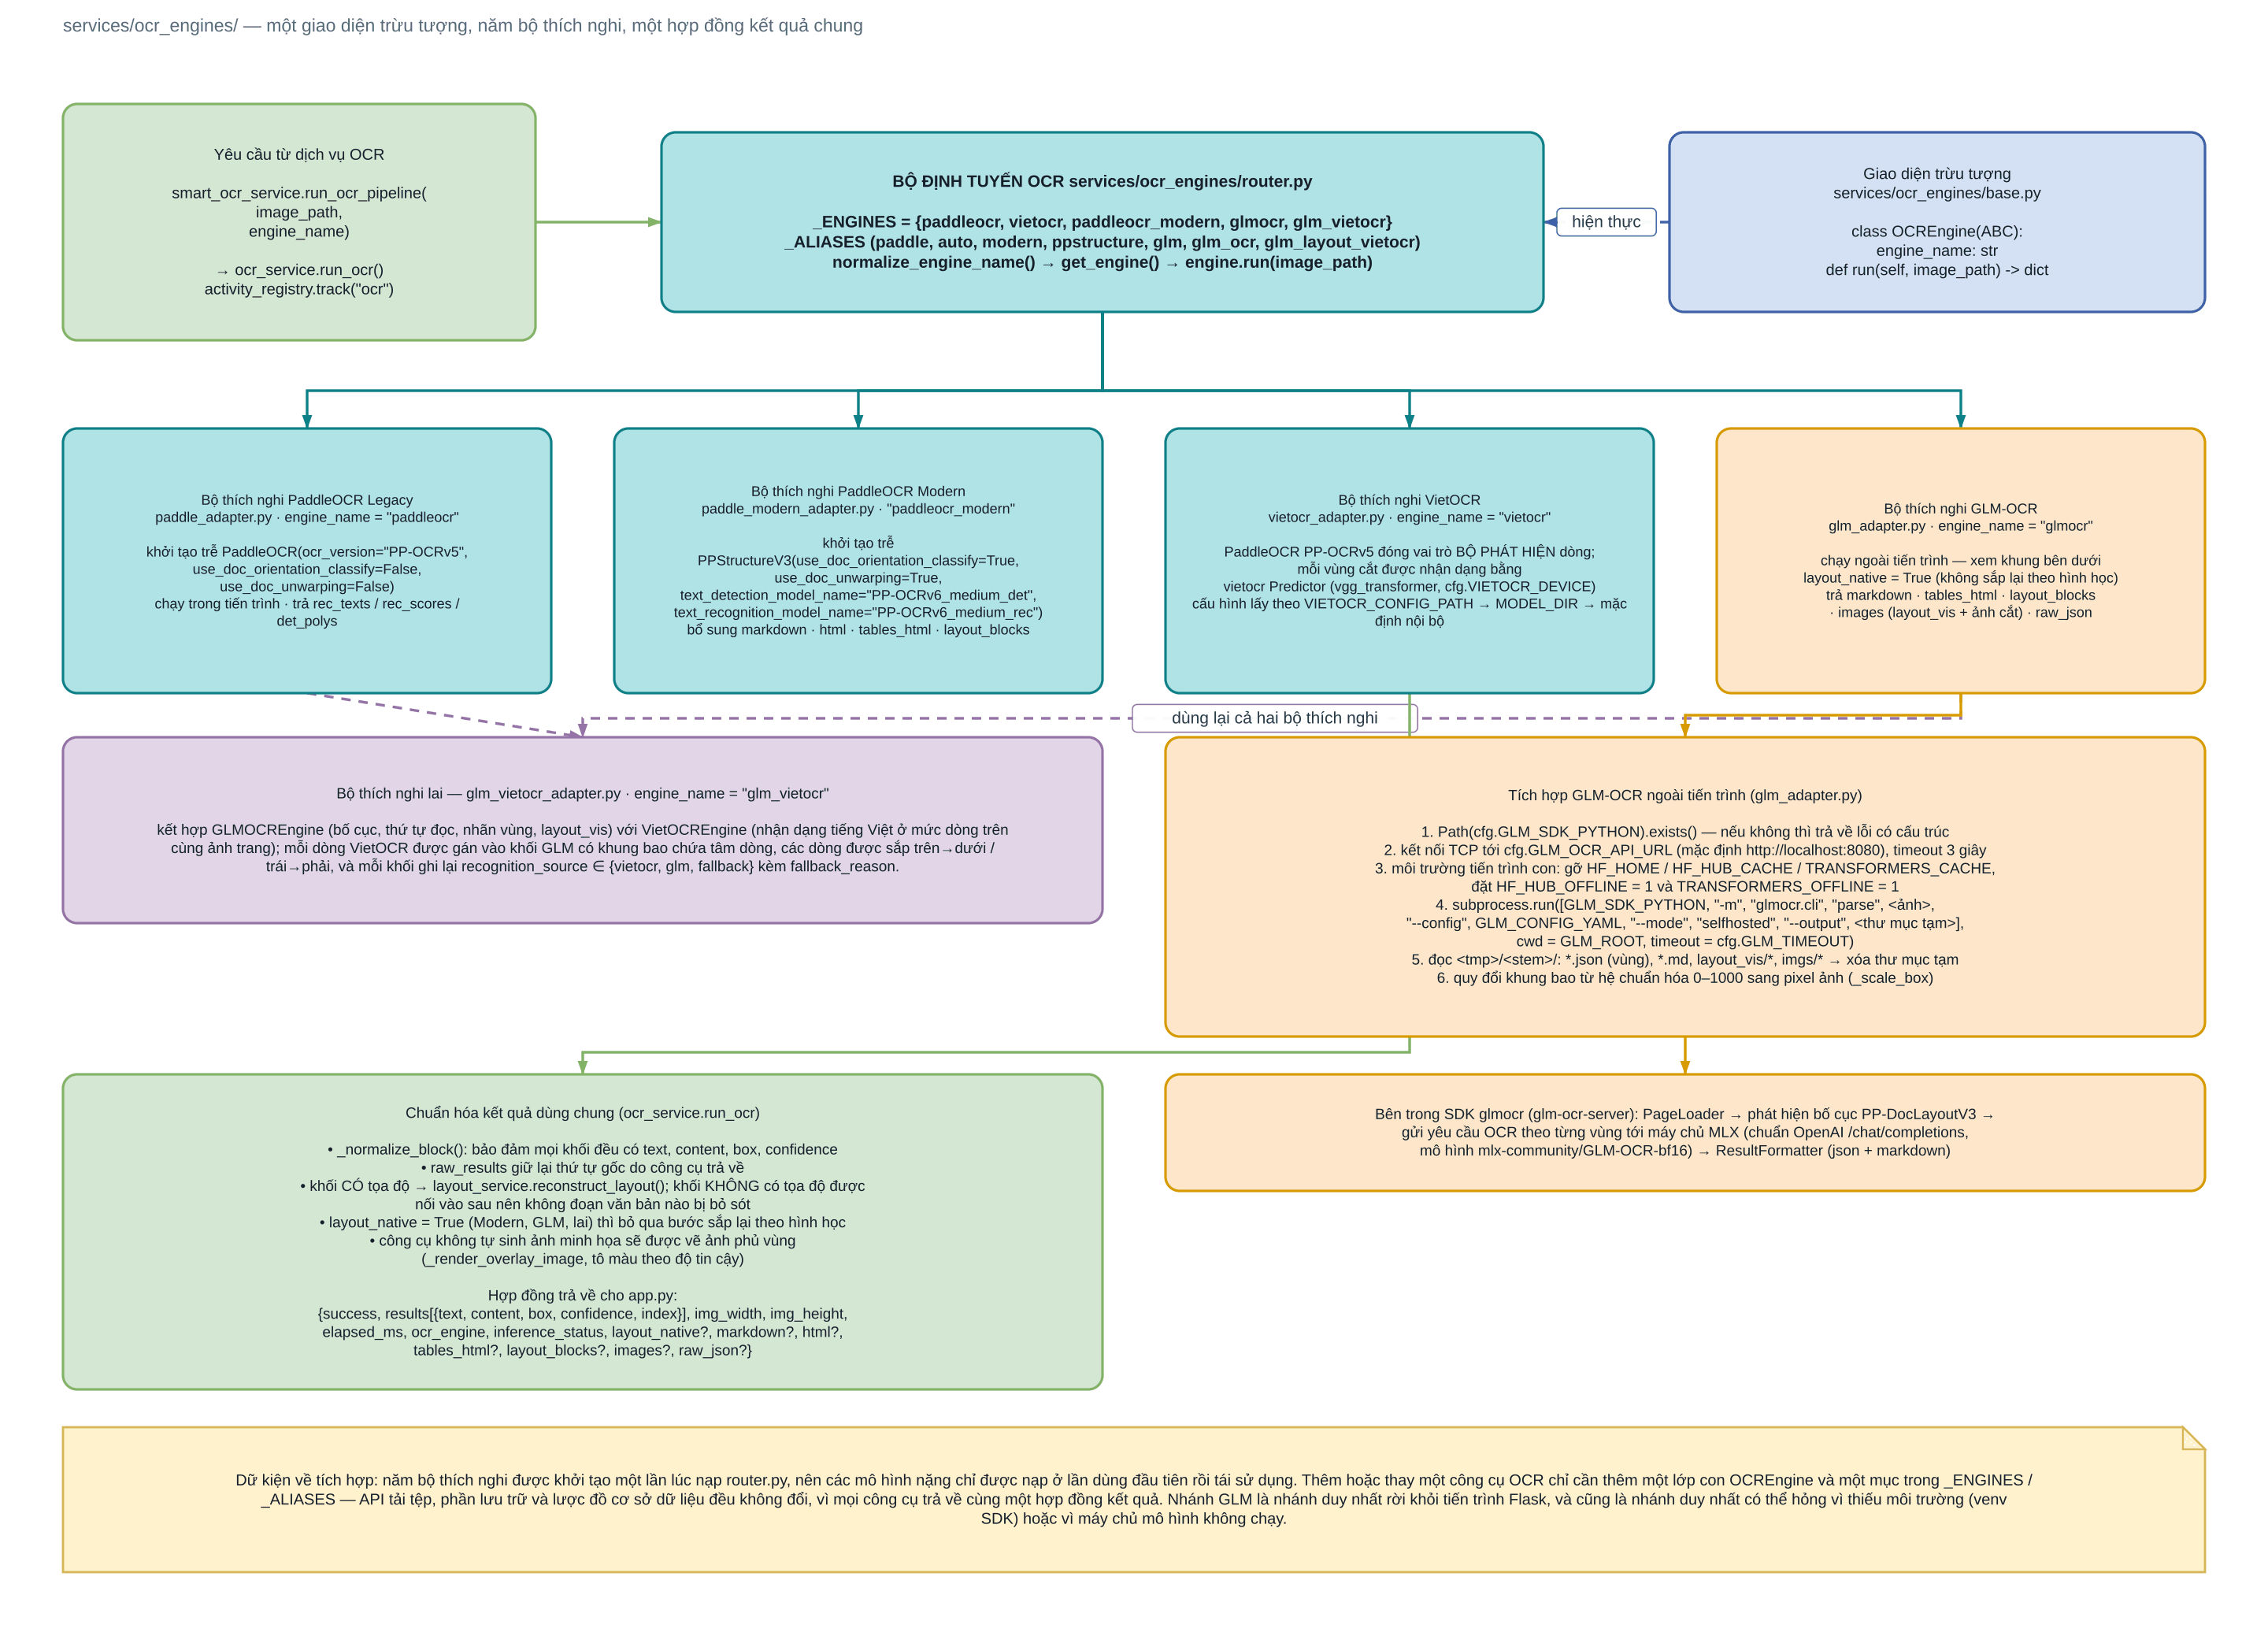 services/ocr_engines/ — một giao diện trừu tượng, năm bộ thích nghi, một hợp đồng kết quả chung
Yêu cầu từ dịch vụ OCR
smart_ocr_service.run_ocr_pipeline(
image_path,
engine_name)
→ ocr_service.run_ocr()
activity_registry.track("ocr")
BỘ ĐỊNH TUYẾN OCR services/ocr_engines/router.py
_ENGINES = {paddleocr, vietocr, paddleocr_modern, glmocr, glm_vietocr}
_ALIASES (paddle, auto, modern, ppstructure, glm, glm_ocr, glm_layout_vietocr)
normalize_engine_name() → get_engine() → engine.run(image_path)
hiện thực
Giao diện trừu tượng
services/ocr_engines/base.py
class OCREngine(ABC):
engine_name: str
def run(self, image_path) -> dict
Bộ thích nghi PaddleOCR Legacy
paddle_adapter.py · engine_name = "paddleocr"
khởi tạo trễ PaddleOCR(ocr_version="PP-OCRv5",
use_doc_orientation_classify=False,
use_doc_unwarping=False)
chạy trong tiến trình · trả rec_texts / rec_scores /
det_polys
Bộ thích nghi PaddleOCR Modern
paddle_modern_adapter.py · "paddleocr_modern"
khởi tạo trễ
PPStructureV3(use_doc_orientation_classify=True,
use_doc_unwarping=True,
text_detection_model_name="PP-OCRv6_medium_det",
text_recognition_model_name="PP-OCRv6_medium_rec")
bổ sung markdown · html · tables_html · layout_blocks
Bộ thích nghi VietOCR
vietocr_adapter.py · engine_name = "vietocr"
PaddleOCR PP-OCRv5 đóng vai trò BỘ PHÁT HIỆN dòng;
mỗi vùng cắt được nhận dạng bằng
vietocr Predictor (vgg_transformer, cfg.VIETOCR_DEVICE)
cấu hình lấy theo VIETOCR_CONFIG_PATH → MODEL_DIR → mặc
định nội bộ
Bộ thích nghi GLM-OCR
glm_adapter.py · engine_name = "glmocr"
chạy ngoài tiến trình — xem khung bên dưới
layout_native = True (không sắp lại theo hình học)
trả markdown · tables_html · layout_blocks
· images (layout_vis + ảnh cắt) · raw_json
dùng lại cả hai bộ thích nghi
Bộ thích nghi lai — glm_vietocr_adapter.py · engine_name = "glm_vietocr"
kết hợp GLMOCREngine (bố cục, thứ tự đọc, nhãn vùng, layout_vis) với VietOCREngine (nhận dạng tiếng Việt ở mức dòng trên
cùng ảnh trang); mỗi dòng VietOCR được gán vào khối GLM có khung bao chứa tâm dòng, các dòng được sắp trên→dưới /
trái→phải, và mỗi khối ghi lại recognition_source ∈ {vietocr, glm, fallback} kèm fallback_reason.
Tích hợp GLM-OCR ngoài tiến trình (glm_adapter.py)
1. Path(cfg.GLM_SDK_PYTHON).exists() — nếu không thì trả về lỗi có cấu trúc
2. kết nối TCP tới cfg.GLM_OCR_API_URL (mặc định http://localhost:8080), timeout 3 giây
3. môi trường tiến trình con: gỡ HF_HOME / HF_HUB_CACHE / TRANSFORMERS_CACHE,
đặt HF_HUB_OFFLINE = 1 và TRANSFORMERS_OFFLINE = 1
4. subprocess.run([GLM_SDK_PYTHON, "-m", "glmocr.cli", "parse", <ảnh>,
"--config", GLM_CONFIG_YAML, "--mode", "selfhosted", "--output", <thư mục tạm>],
cwd = GLM_ROOT, timeout = cfg.GLM_TIMEOUT)
5. đọc <tmp>/<stem>/: *.json (vùng), *.md, layout_vis/*, imgs/* → xóa thư mục tạm
6. quy đổi khung bao từ hệ chuẩn hóa 0–1000 sang pixel ảnh (_scale_box)
Chuẩn hóa kết quả dùng chung (ocr_service.run_ocr)
• _normalize_block(): bảo đảm mọi khối đều có text, content, box, confidence
• raw_results giữ lại thứ tự gốc do công cụ trả về
• khối CÓ tọa độ → layout_service.reconstruct_layout(); khối KHÔNG có tọa độ được
nối vào sau nên không đoạn văn bản nào bị bỏ sót
• layout_native = True (Modern, GLM, lai) thì bỏ qua bước sắp lại theo hình học
• công cụ không tự sinh ảnh minh họa sẽ được vẽ ảnh phủ vùng
(_render_overlay_image, tô màu theo độ tin cậy)
Hợp đồng trả về cho app.py:
{success, results[{text, content, box, confidence, index}], img_width, img_height,
elapsed_ms, ocr_engine, inference_status, layout_native?, markdown?, html?,
tables_html?, layout_blocks?, images?, raw_json?}
Bên trong SDK glmocr (glm-ocr-server): PageLoader → phát hiện bố cục PP-DocLayoutV3 →
gửi yêu cầu OCR theo từng vùng tới máy chủ MLX (chuẩn OpenAI /chat/completions,
mô hình mlx-community/GLM-OCR-bf16) → ResultFormatter (json + markdown)
Dữ kiện về tích hợp: năm bộ thích nghi được khởi tạo một lần lúc nạp router.py, nên các mô hình nặng chỉ được nạp ở lần dùng đầu tiên rồi tái sử dụng. Thêm hoặc thay một công cụ OCR chỉ cần thêm một lớp con OCREngine và một mục trong _ENGINES /
_ALIASES — API tải tệp, phần lưu trữ và lược đồ cơ sở dữ liệu đều không đổi, vì mọi công cụ trả về cùng một hợp đồng kết quả. Nhánh GLM là nhánh duy nhất rời khỏi tiến trình Flask, và cũng là nhánh duy nhất có thể hỏng vì thiếu môi trường (venv
SDK) hoặc vì máy chủ mô hình không chạy.